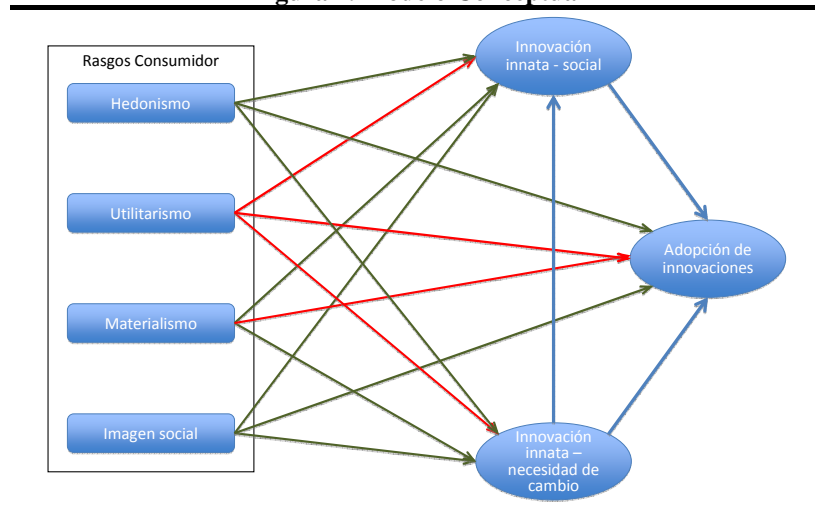 Rasgos Consumidor
Hedonismo
Utilitarismo
Materialismo
Imagen social
Innovación
innata - social
Adopción de
innovaciones
Innovación
innata –
necesidad de
cambio